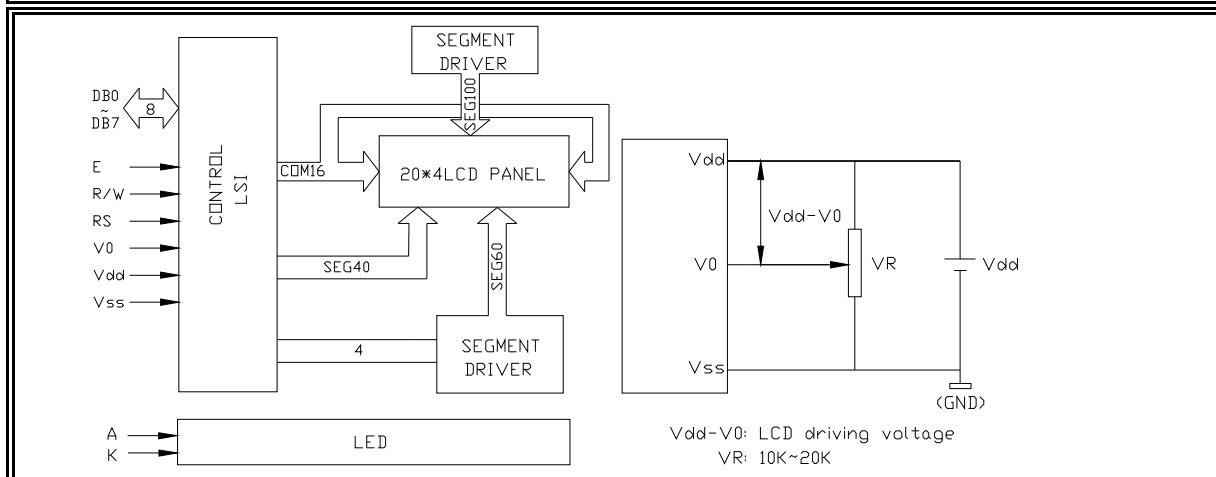 SEGMENT
DRIVER
SEG100
DB0
~
DB7
8
E
R/W
RS
V0
Vdd
Vss
CONTROL
LSI
COM16
20*4LCD PANEL
SEG40
SEG60
4
SEGMENT
DRIVER
A
K
LED
Vdd
Vdd-V0
V0
VR
Vdd
Vss
(GND)
Vdd-V0: LCD driving voltage
VR: 10K~20K